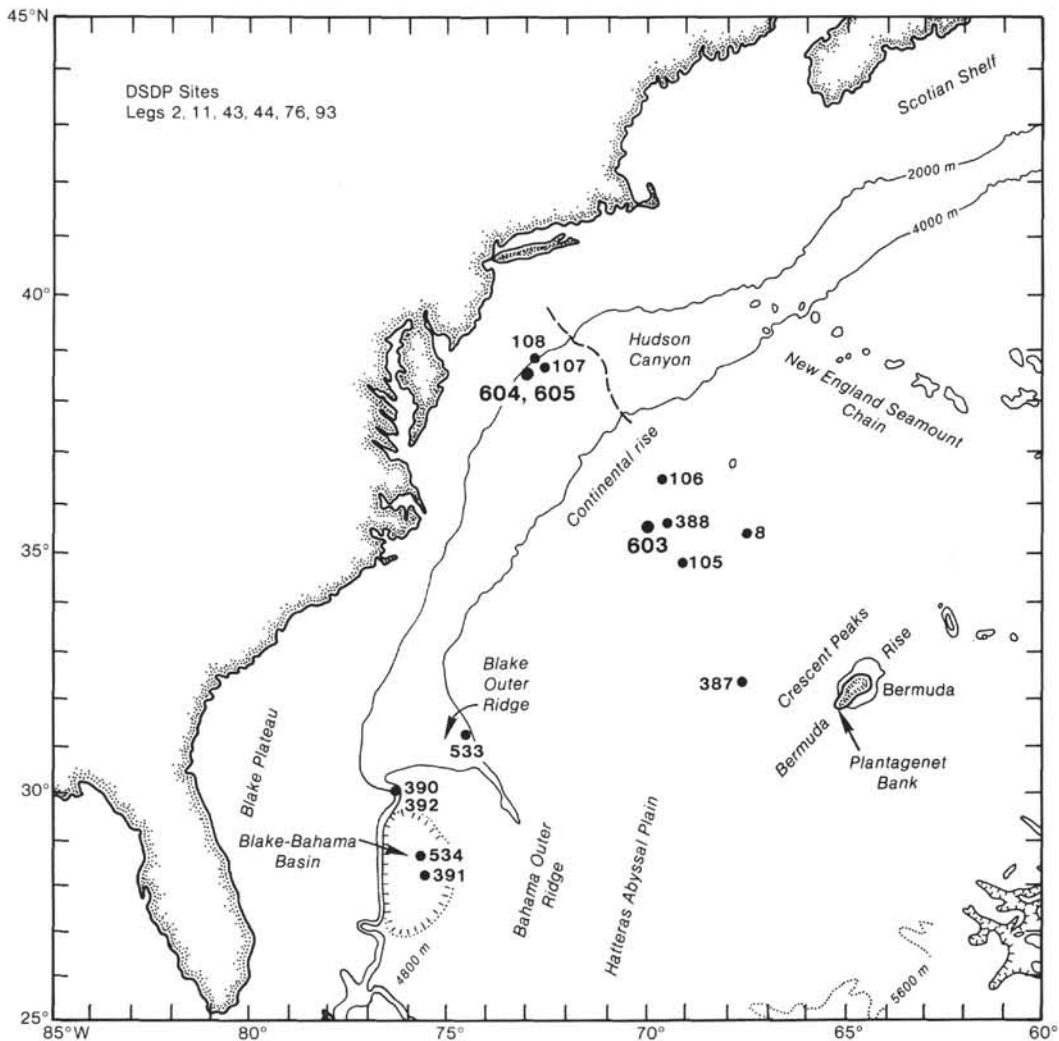 45°N
DSDP Sites
Legs 2, 11, 43, 44, 76, 93
Scotian Shelf
2000 m
4000 m
40°
108
107
604, 605
Hudson
Canyon
New England Seamount
Chain
Continental rise
106
388
8
603
105
35°
Crescent Peaks
Rise
Bermuda
Bermuda
Plantagenet
Bank
387
Blake
Outer
Ridge
533
Blake Plateau
30°
390
392
Blake-Bahama
Basin
534
391
Bahama Outer
Ridge
Hatteras Abyssal Plain
4800 m
5600 m
25°
85°W
80°
75°
70°
65°
60°